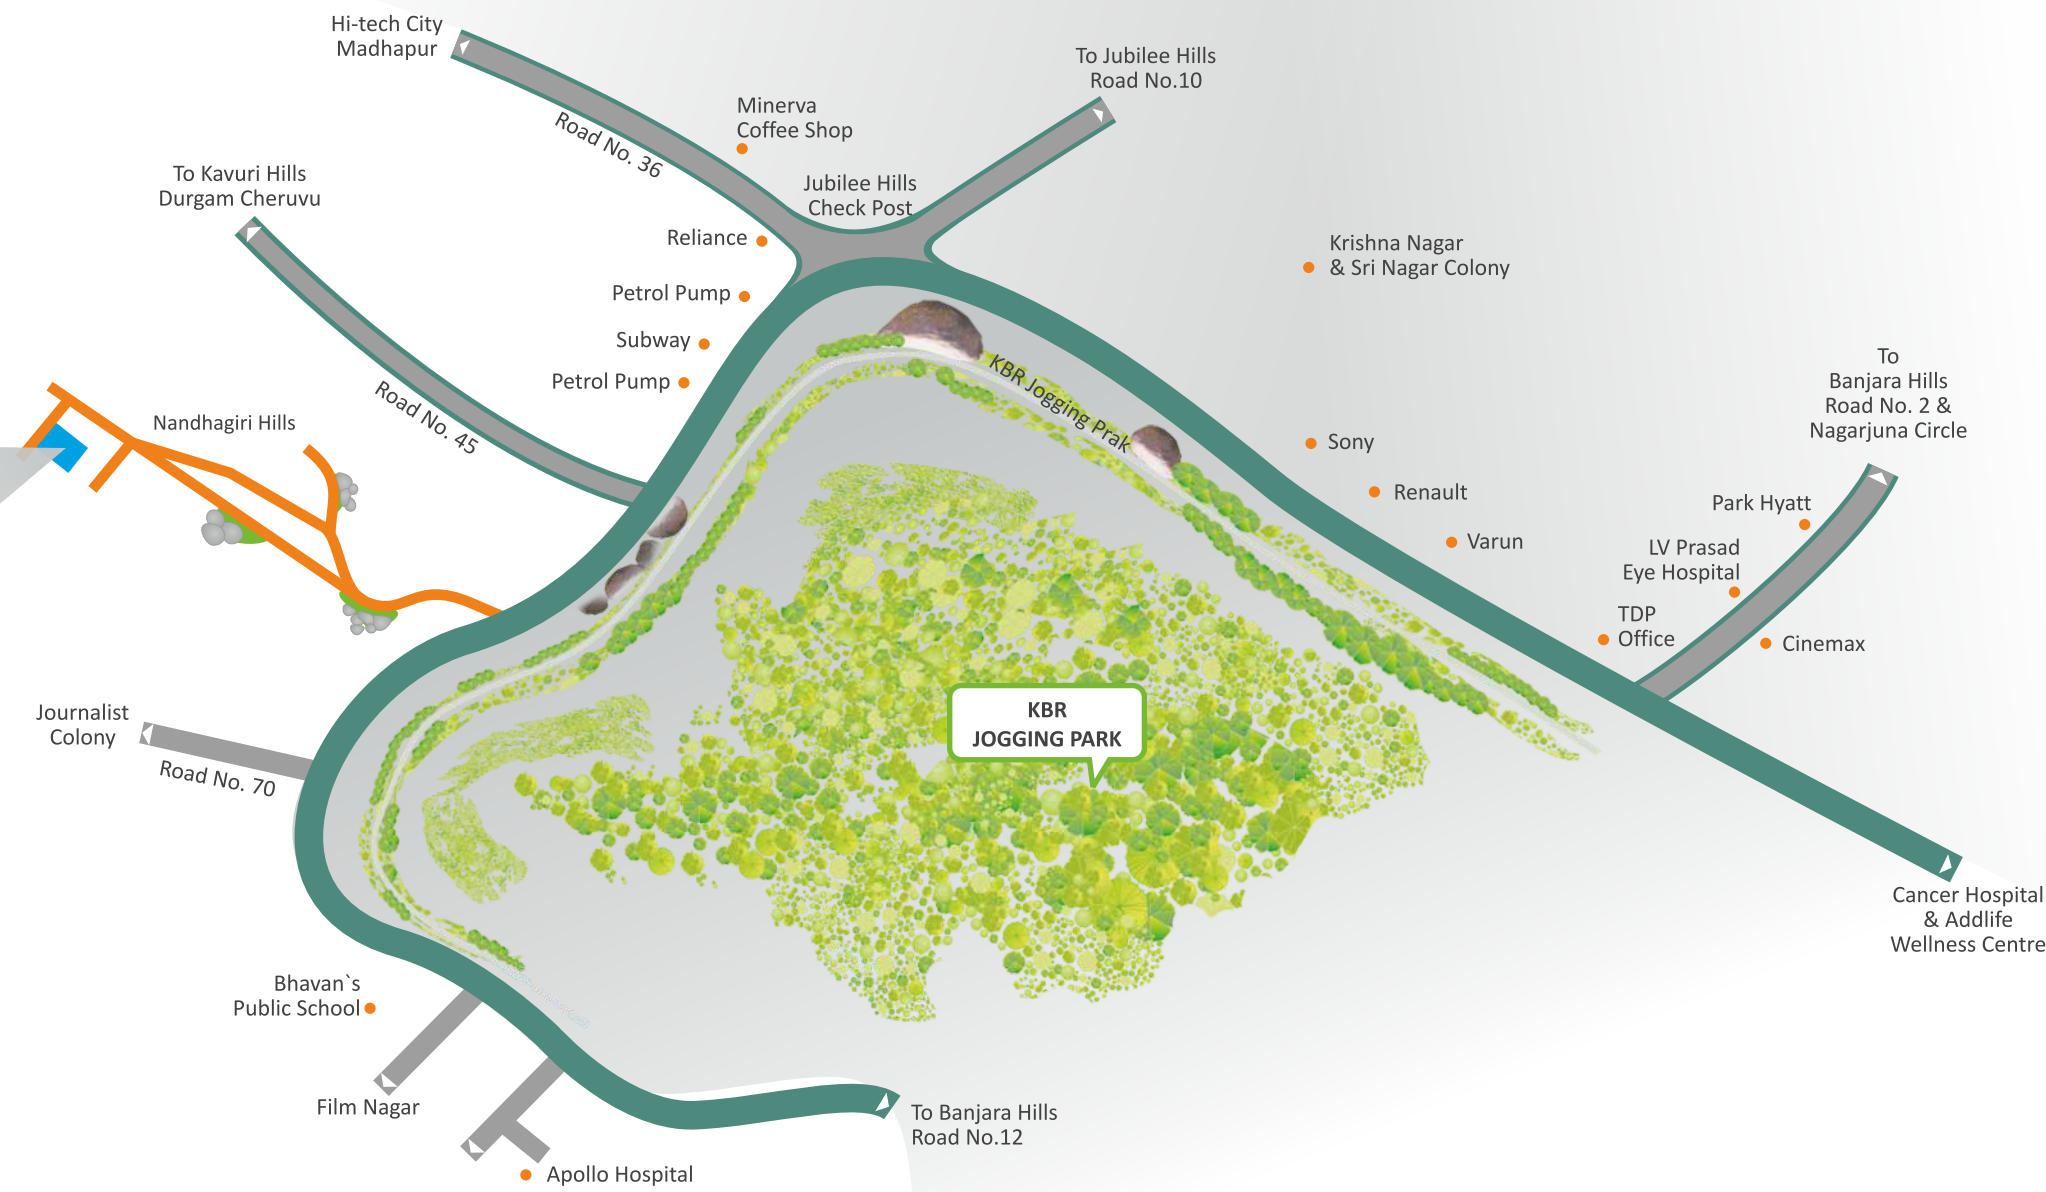 Hi-tech City
Madhapur
To Jubilee Hills
Road No.10
Minerva
Coffee Shop
Road No. 36
To Kavuri Hills
Durgam Cheruvu
Jubilee Hills
Check Post
Reliance
Krishna Nagar
& Sri Nagar Colony
Petrol Pump
Subway
Petrol Pump
KBR Jogging Prak
To
Banjara Hills
Road No. 2 &
Nagarjuna Circle
Road No. 45
Nandhagiri Hills
Sony
Renault
Park Hyatt
Varun
LV Prasad
Eye Hospital
TDP
Office
Cinemax
KBR
JOGGING PARK
Journalist
Colony
Road No. 70
Cancer Hospital
& Addlife
Wellness Centre
Bhavan`s
Public School
Film Nagar
To Banjara Hills
Road No.12
Apollo Hospital